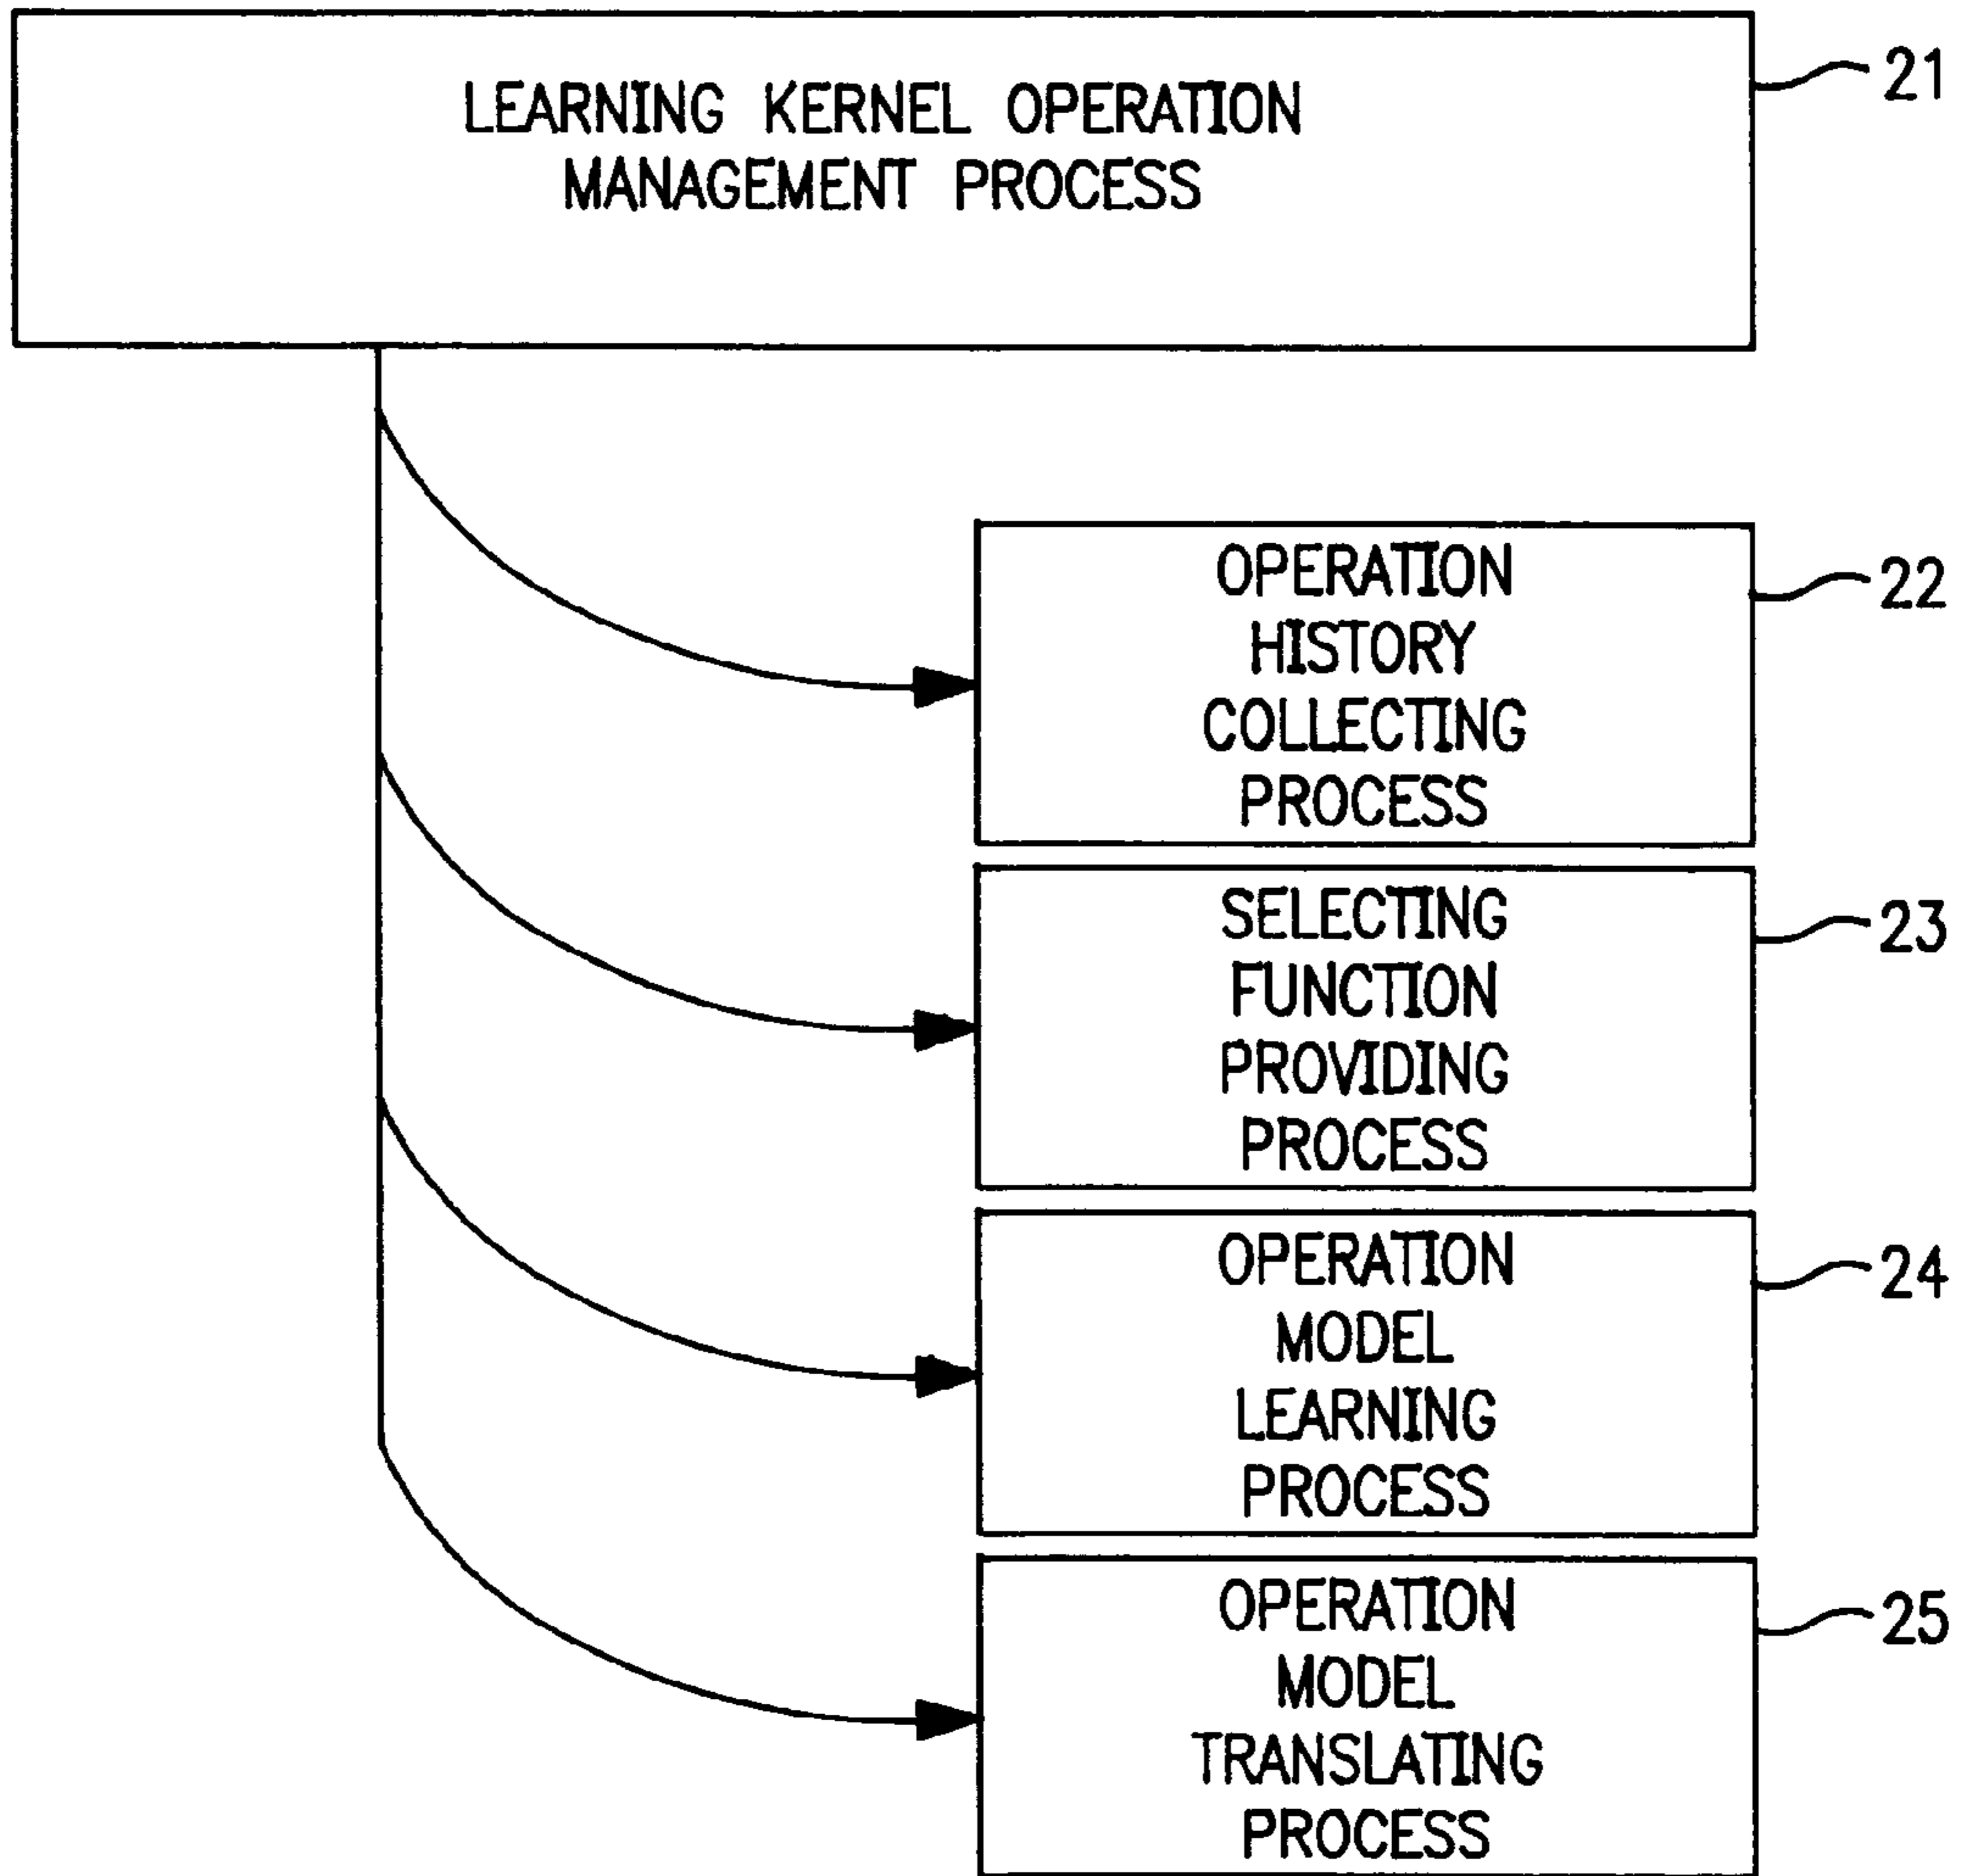 LEARNING KERNEL OPERATION
MANAGEMENT PROCESS
21
OPERATION
HISTORY
COLLECTING
PROCESS
22
SELECTING
FUNCTION
PROVIDING
PROCESS
23
OPERATION
MODEL
LEARNING
PROCESS
24
OPERATION
MODEL
TRANSLATING
PROCESS
25